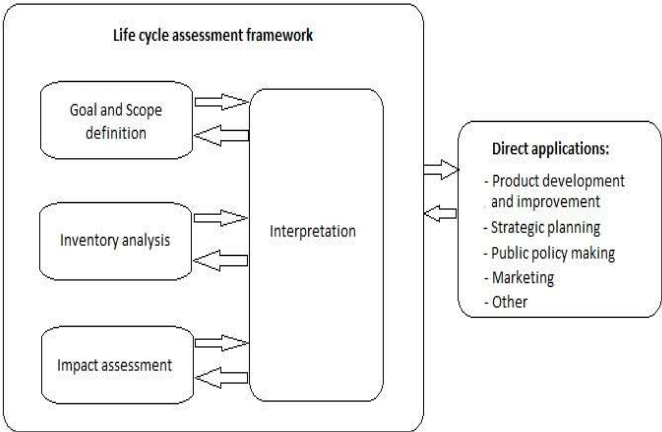 Life cycle assessment framework
Goal and Scope
definition
Inventory analysis
Impact assessment
Interpretation
Direct applications:
- Product development
and improvement
- Strategic planning
- Public policy making
- Marketing
- Other